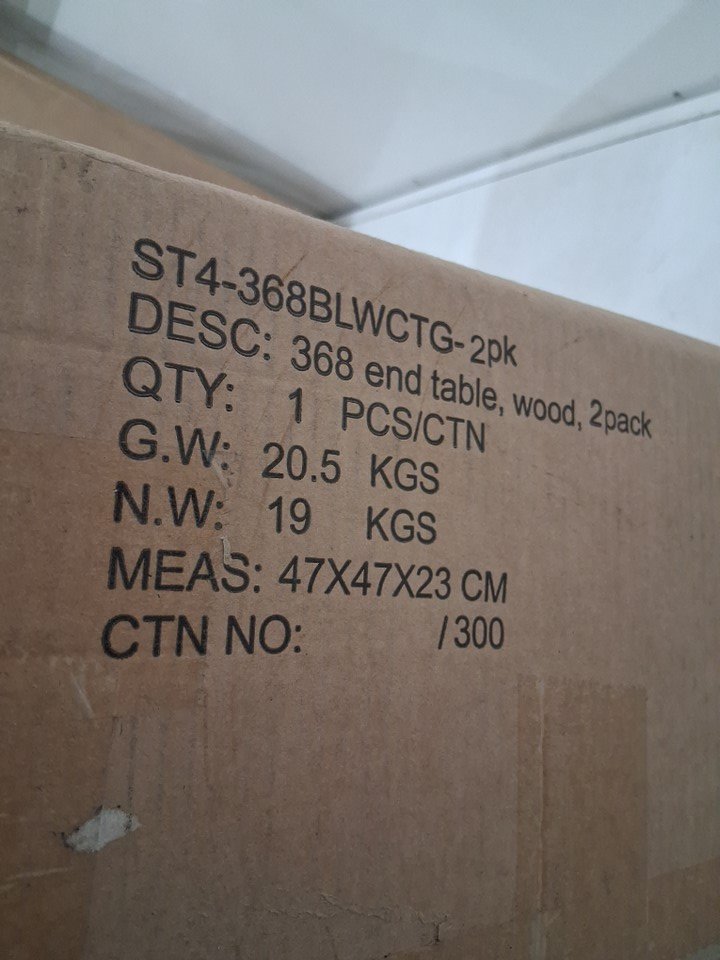 ST4-368BLWCTG-2pk
DESC: 368 end table, wood, 2pack
QTY: 1 PCS/CTN
G.W: 20.5 KGS
N.W: 19 KGS
MEAS: 47X47X23 CM
CTN NO: /300